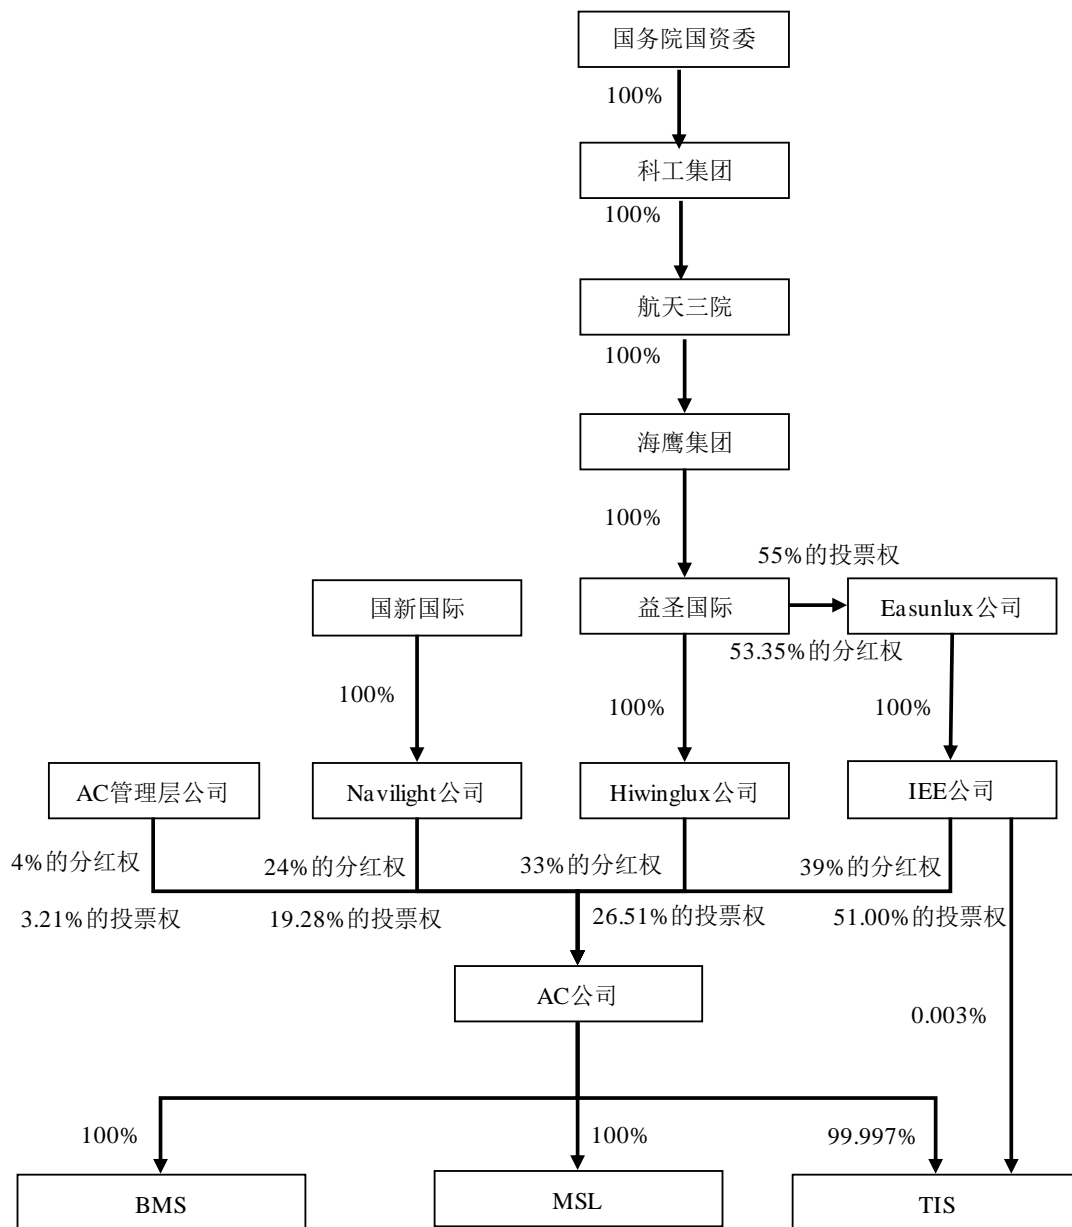 国务院国资委
100%
科工集团
100%
航天三院
100%
海鹰集团
100%
55%的投票权
国新国际
益圣国际
Easunlux公司
53.35%的分红权
100%
100%
100%
AC管理层公司
Navilight公司
Hiwinglux公司
IEE公司
4%的分红权
24%的分红权
33%的分红权
39%的分红权
3.21%的投票权
19.28%的投票权
26.51%的投票权
51.00%的投票权
AC公司
0.003%
100%
100%
99.997%
BMS
MSL
TIS